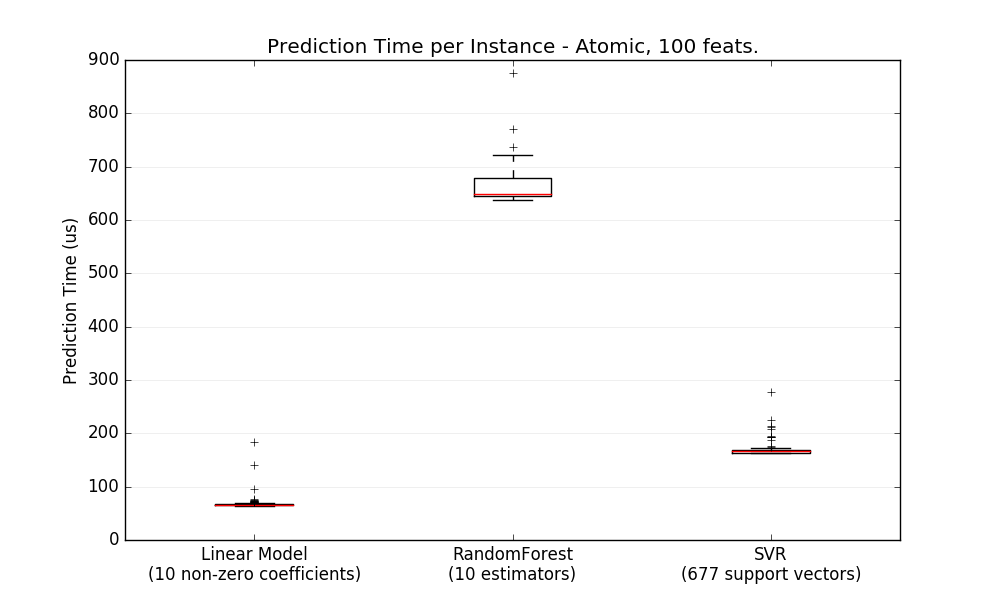 Prediction Time per Instance - Atomic, 100 feats.
900
800
700
600
500
400
300
200
100
0
Prediction Time (us)
Linear Model
(10 non-zero coefficients)
RandomForest
(10 estimators)
SVR
(677 support vectors)